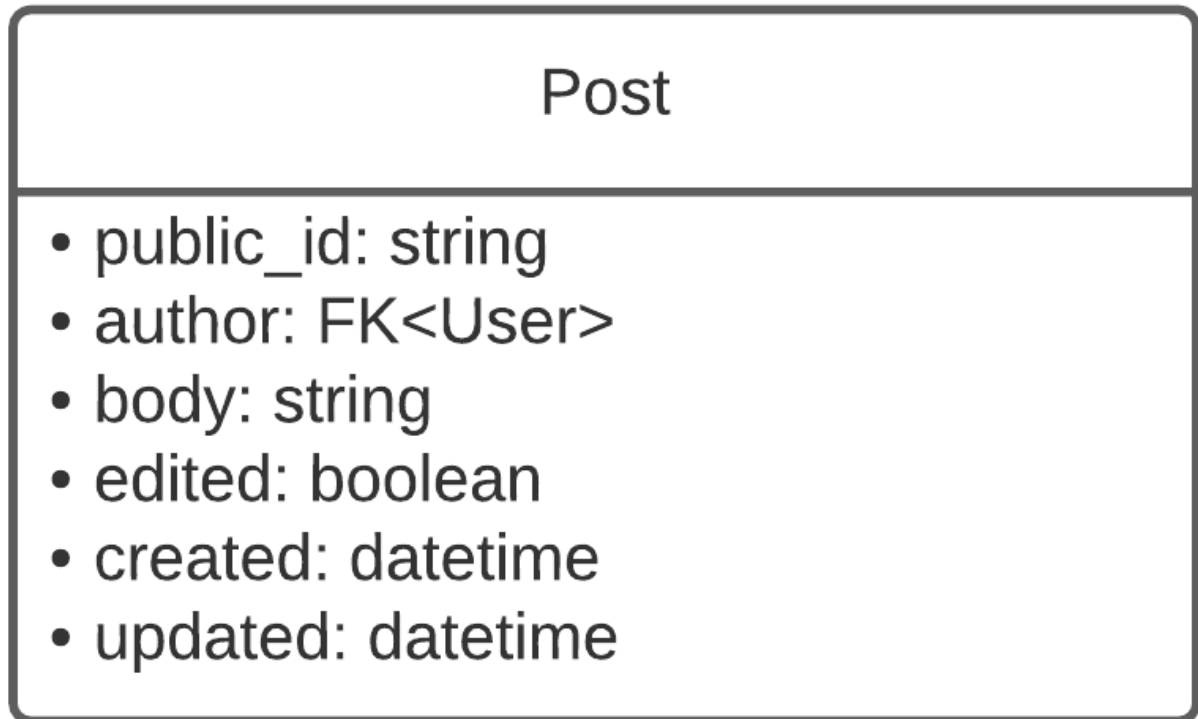 Post
• public_id: string
• author: FK<User>
• body: string
• edited: boolean
• created: datetime
• updated: datetime